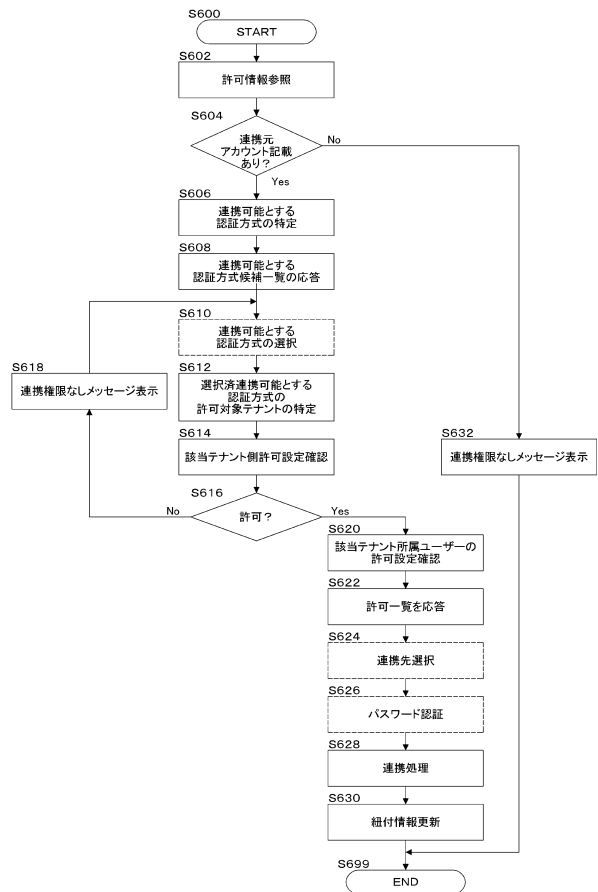 S600
START
S602
許可情報参照
S604
連携元
アカウント記載
あり?
No
Yes
S606
連携可能とする
認証方式の特定
S608
連携可能とする
認証方式候補一覧の応答
S610
連携可能とする
認証方式の選択
S618
連携権限なしメッセージ表示
S612
選択済連携可能とする
認証方式の
許可対象テナントの特定
S614
該当テナント側許可設定確認
S632
連携権限なしメッセージ表示
S616
許可?
No
Yes
S620
該当テナント所属ユーザーの
許可設定確認
S622
許可一覧を応答
S624
連携先選択
S626
パスワード認証
S628
連携処理
S630
紐付情報更新
S699
END